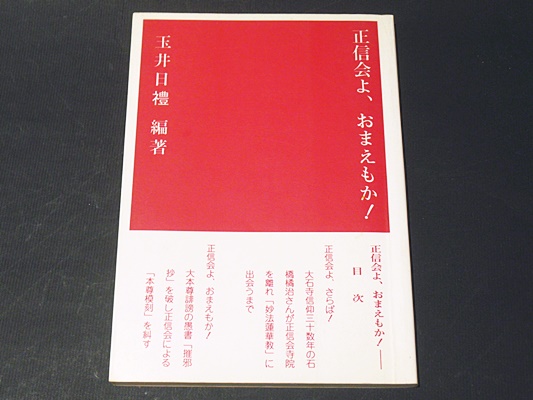 正信会よ、おまえもか！
玉井日禮 編著
正信会よ、おまえもか！──
目次
正信会よ、さらば！
大石寺信仰三十数年の石
橋橘治さんが正信会寺院
を離れ「妙法蓮華教」に
出会うまで
正信会よ、おまえもか！
大本尊誹謗の愚書「摧邪
抄」を破し正信会による
「本尊模刻」を糾す